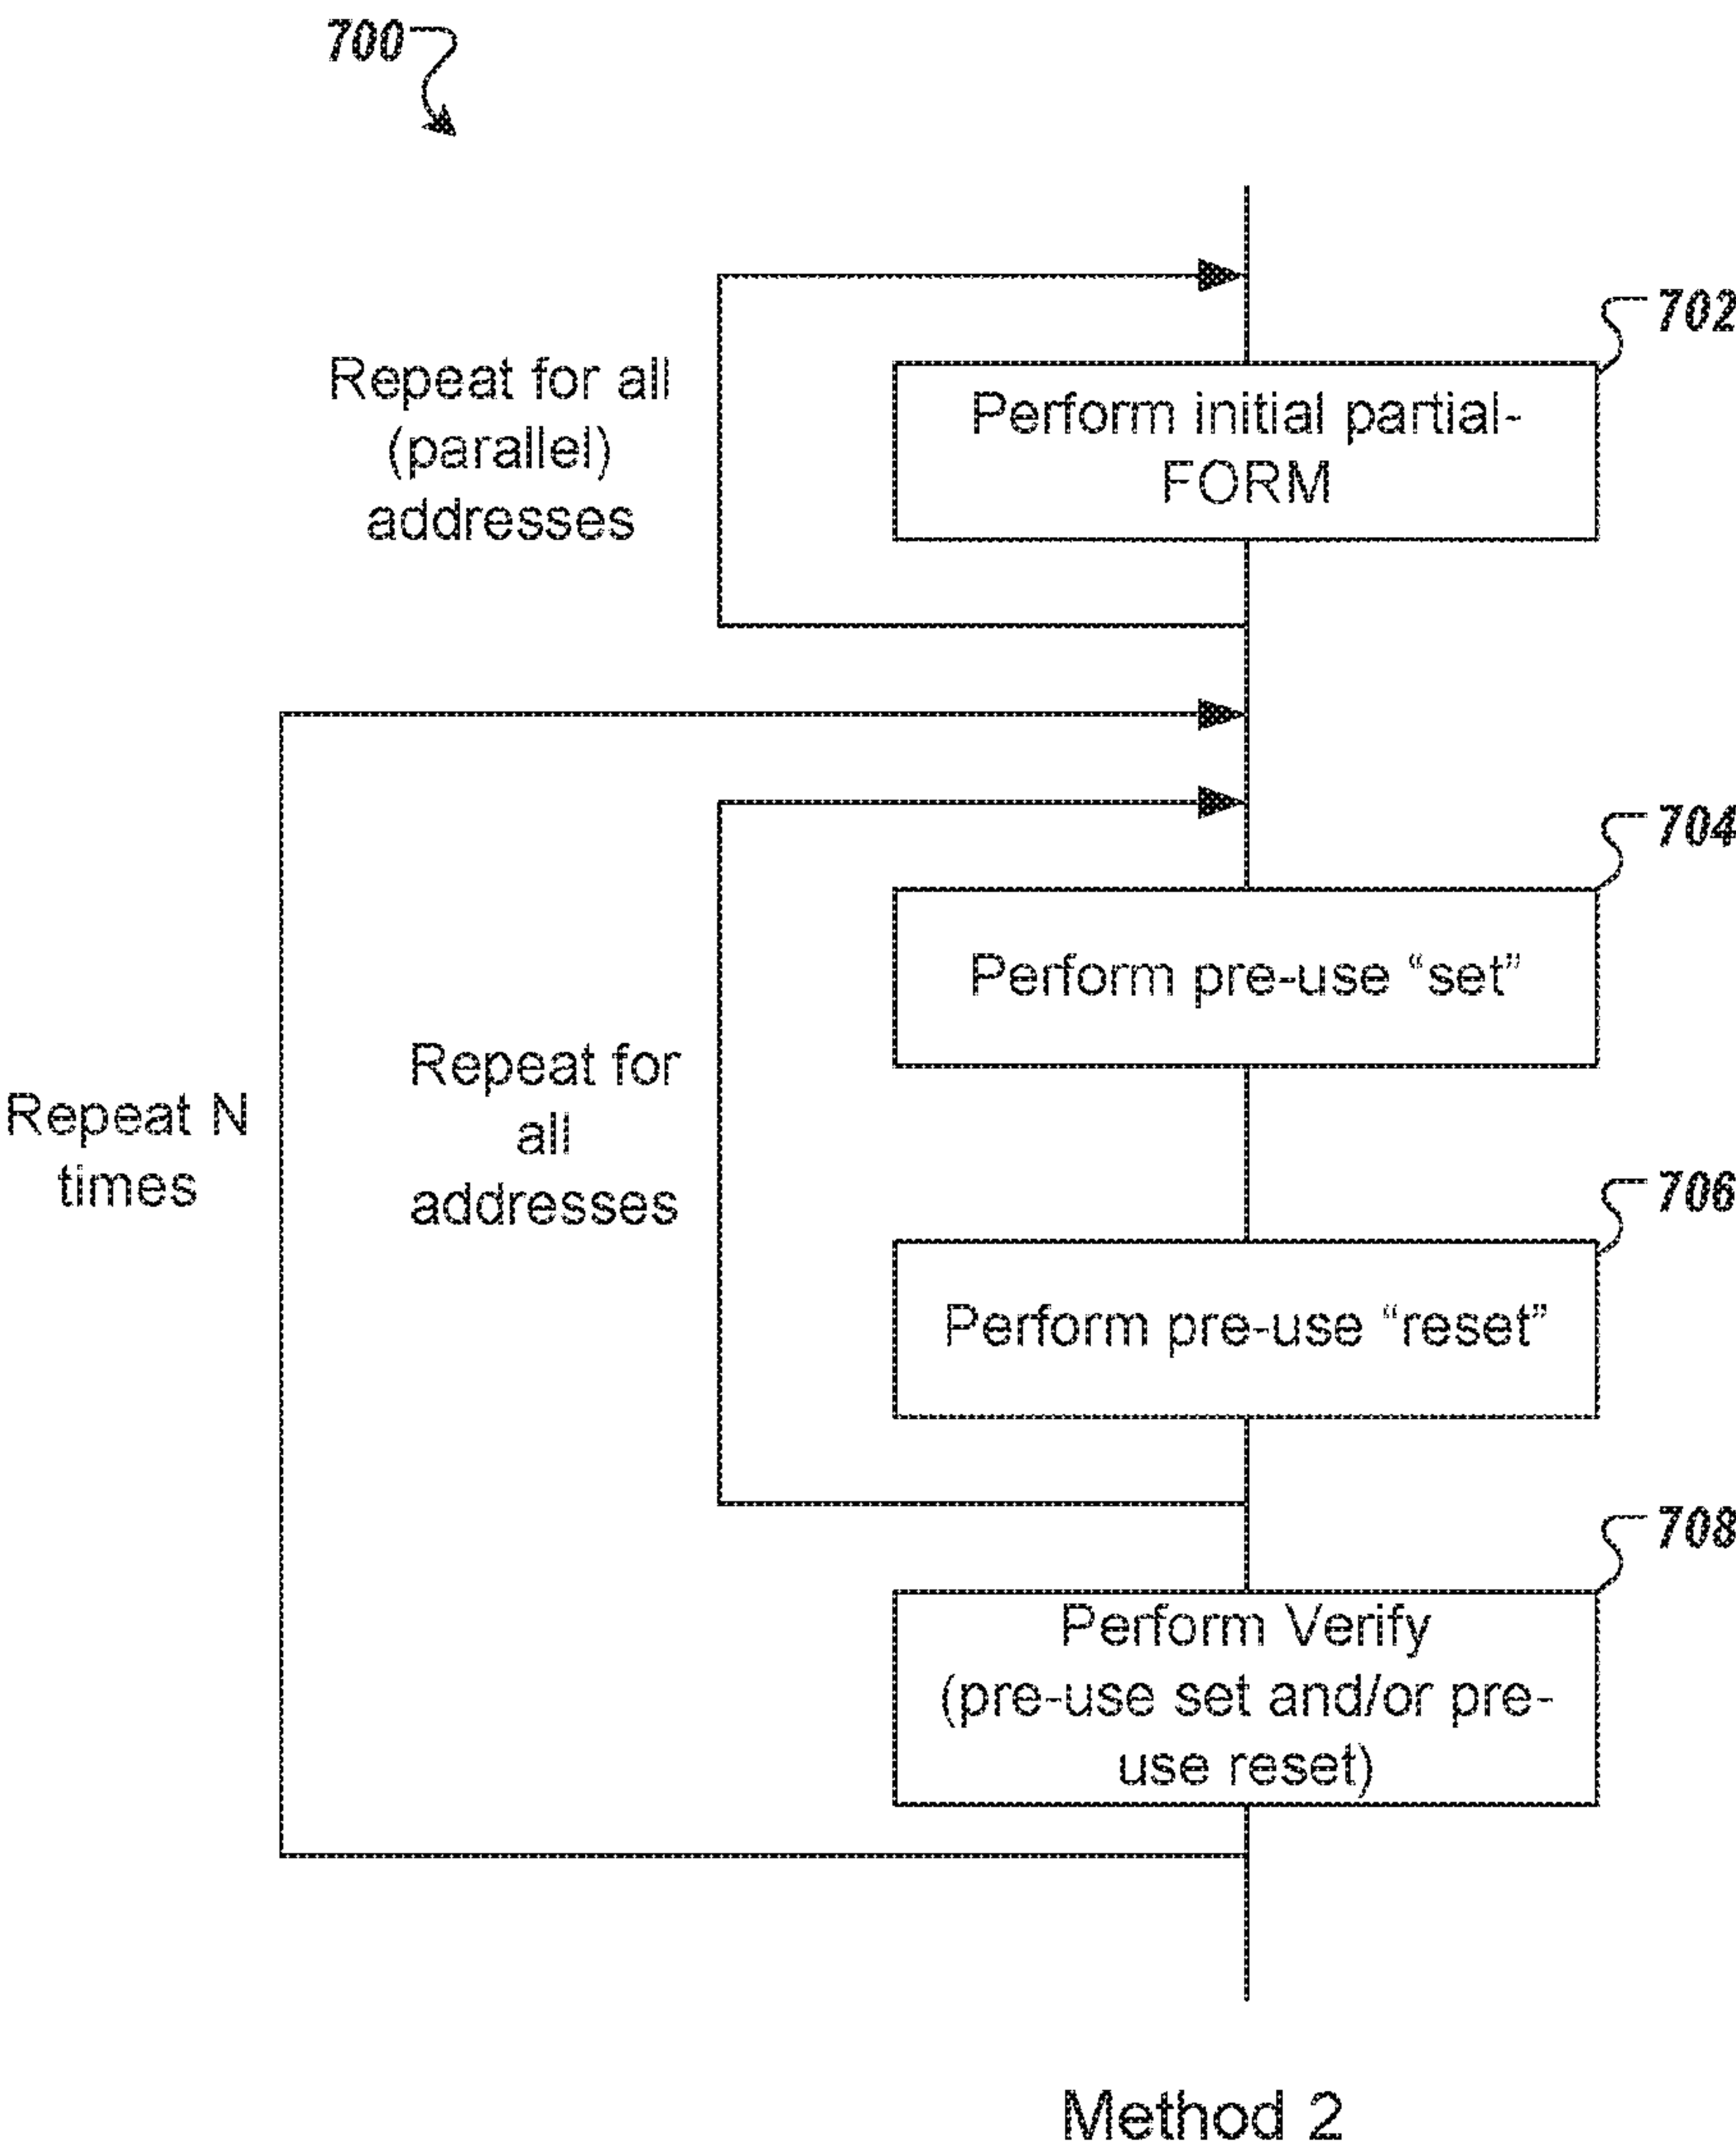 700
702
Repeat for all
(parallel)
addresses
Perform initial partial-
FORM
704
Perform pre-use “set”
Repeat N
times
Repeat for
all
addresses
706
Perform pre-use “reset”
708
Perform Verify
(pre-use set and/or pre-
use reset)
Method 2